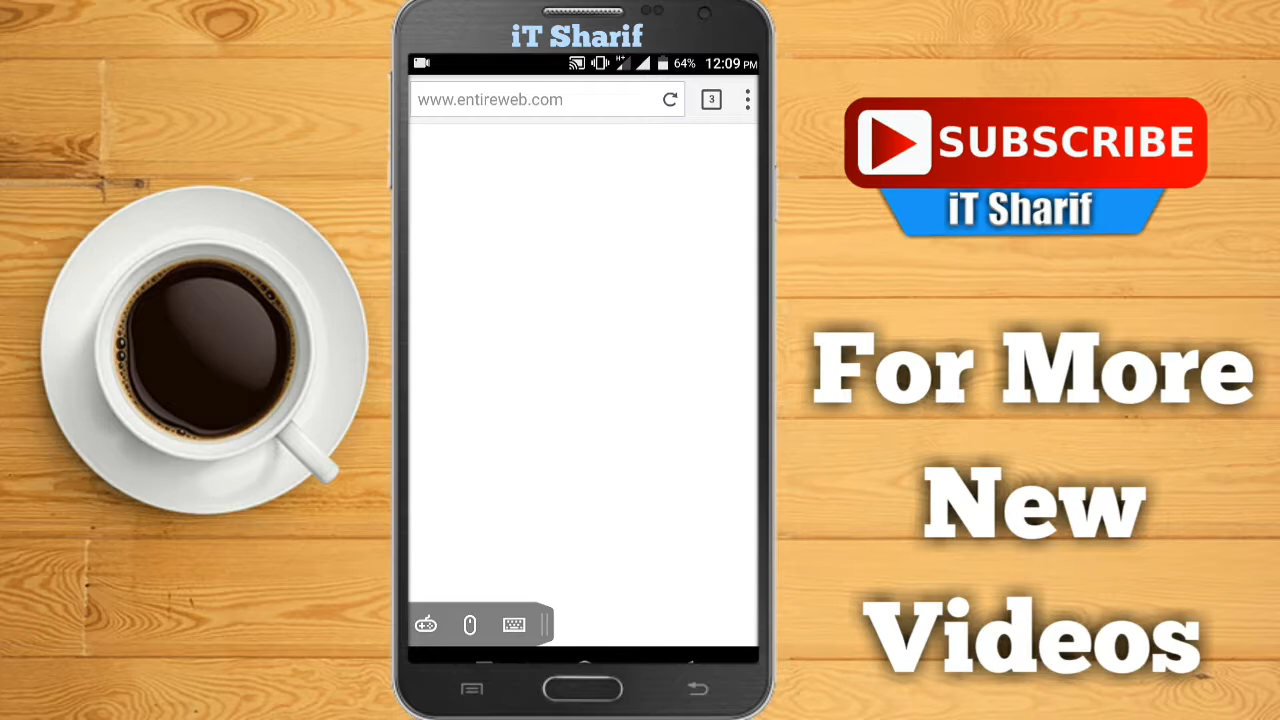 iT Sharif
H+ 64% 12:09 PM
www.entireweb.com 3
SUBSCRIBE
iT Sharif
For More
New
Videos